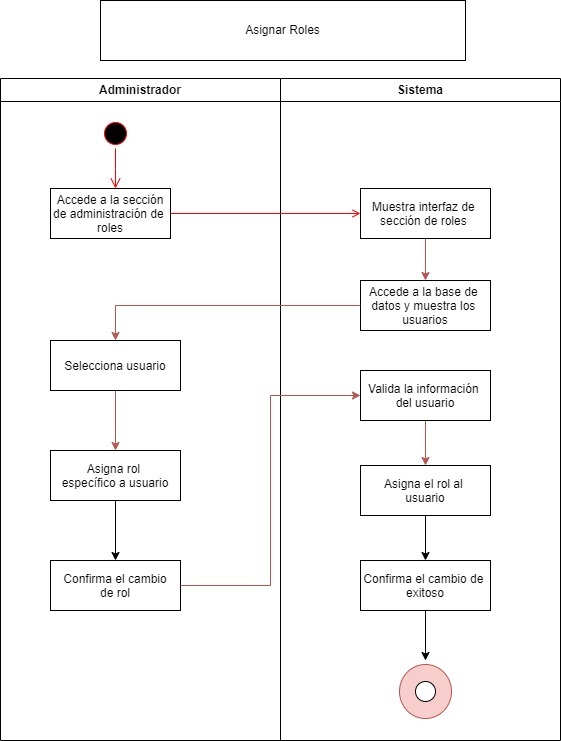 Asignar Roles
Administrador
Sistema
Accede a la sección
de administración de
roles
Muestra interfaz de
sección de roles
Accede a la base de
datos y muestra los
usuarios
Selecciona usuario
Valida la información
del usuario
Asigna rol
específico a usuario
Asigna el rol al
usuario
Confirma el cambio
de rol
Confirma el cambio de
exitoso